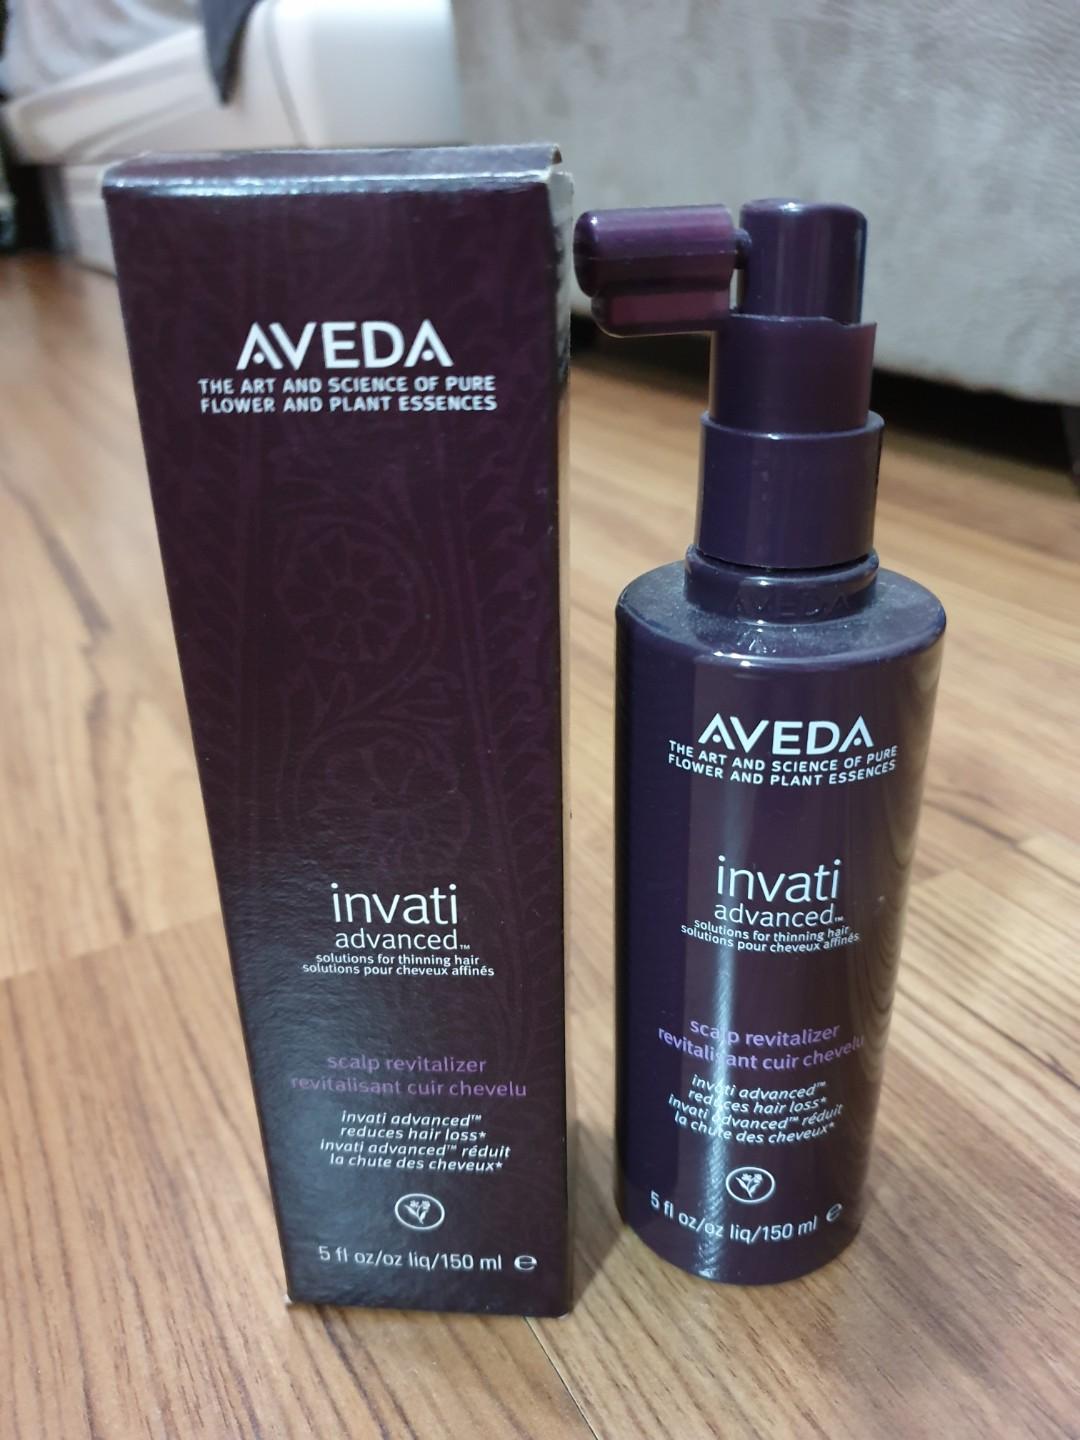 AVEDA
THE ART AND SCIENCE OF PURE
FLOWER AND PLANT ESSENCES
invati
advanced™
solutions for thinning hair
solutions pour cheveux affinés
scalp revitalizer
revitalisant cuir chevelu
invati advanced™
reduces hair loss*
invati advanced™ réduit
la chute des cheveux*
5 fl oz/oz liq/150 ml ℮
AVEDA
AVEDA
THE ART AND SCIENCE OF PURE
FLOWER AND PLANT ESSENCES
invati
advanced™
solutions for thinning hair
solutions pour cheveux affinés
scalp revitalizer
revitalisant cuir chevelu
invati advanced™
reduces hair loss*
invati advanced™ réduit
la chute des cheveux*
5 fl oz/oz liq/150 ml ℮